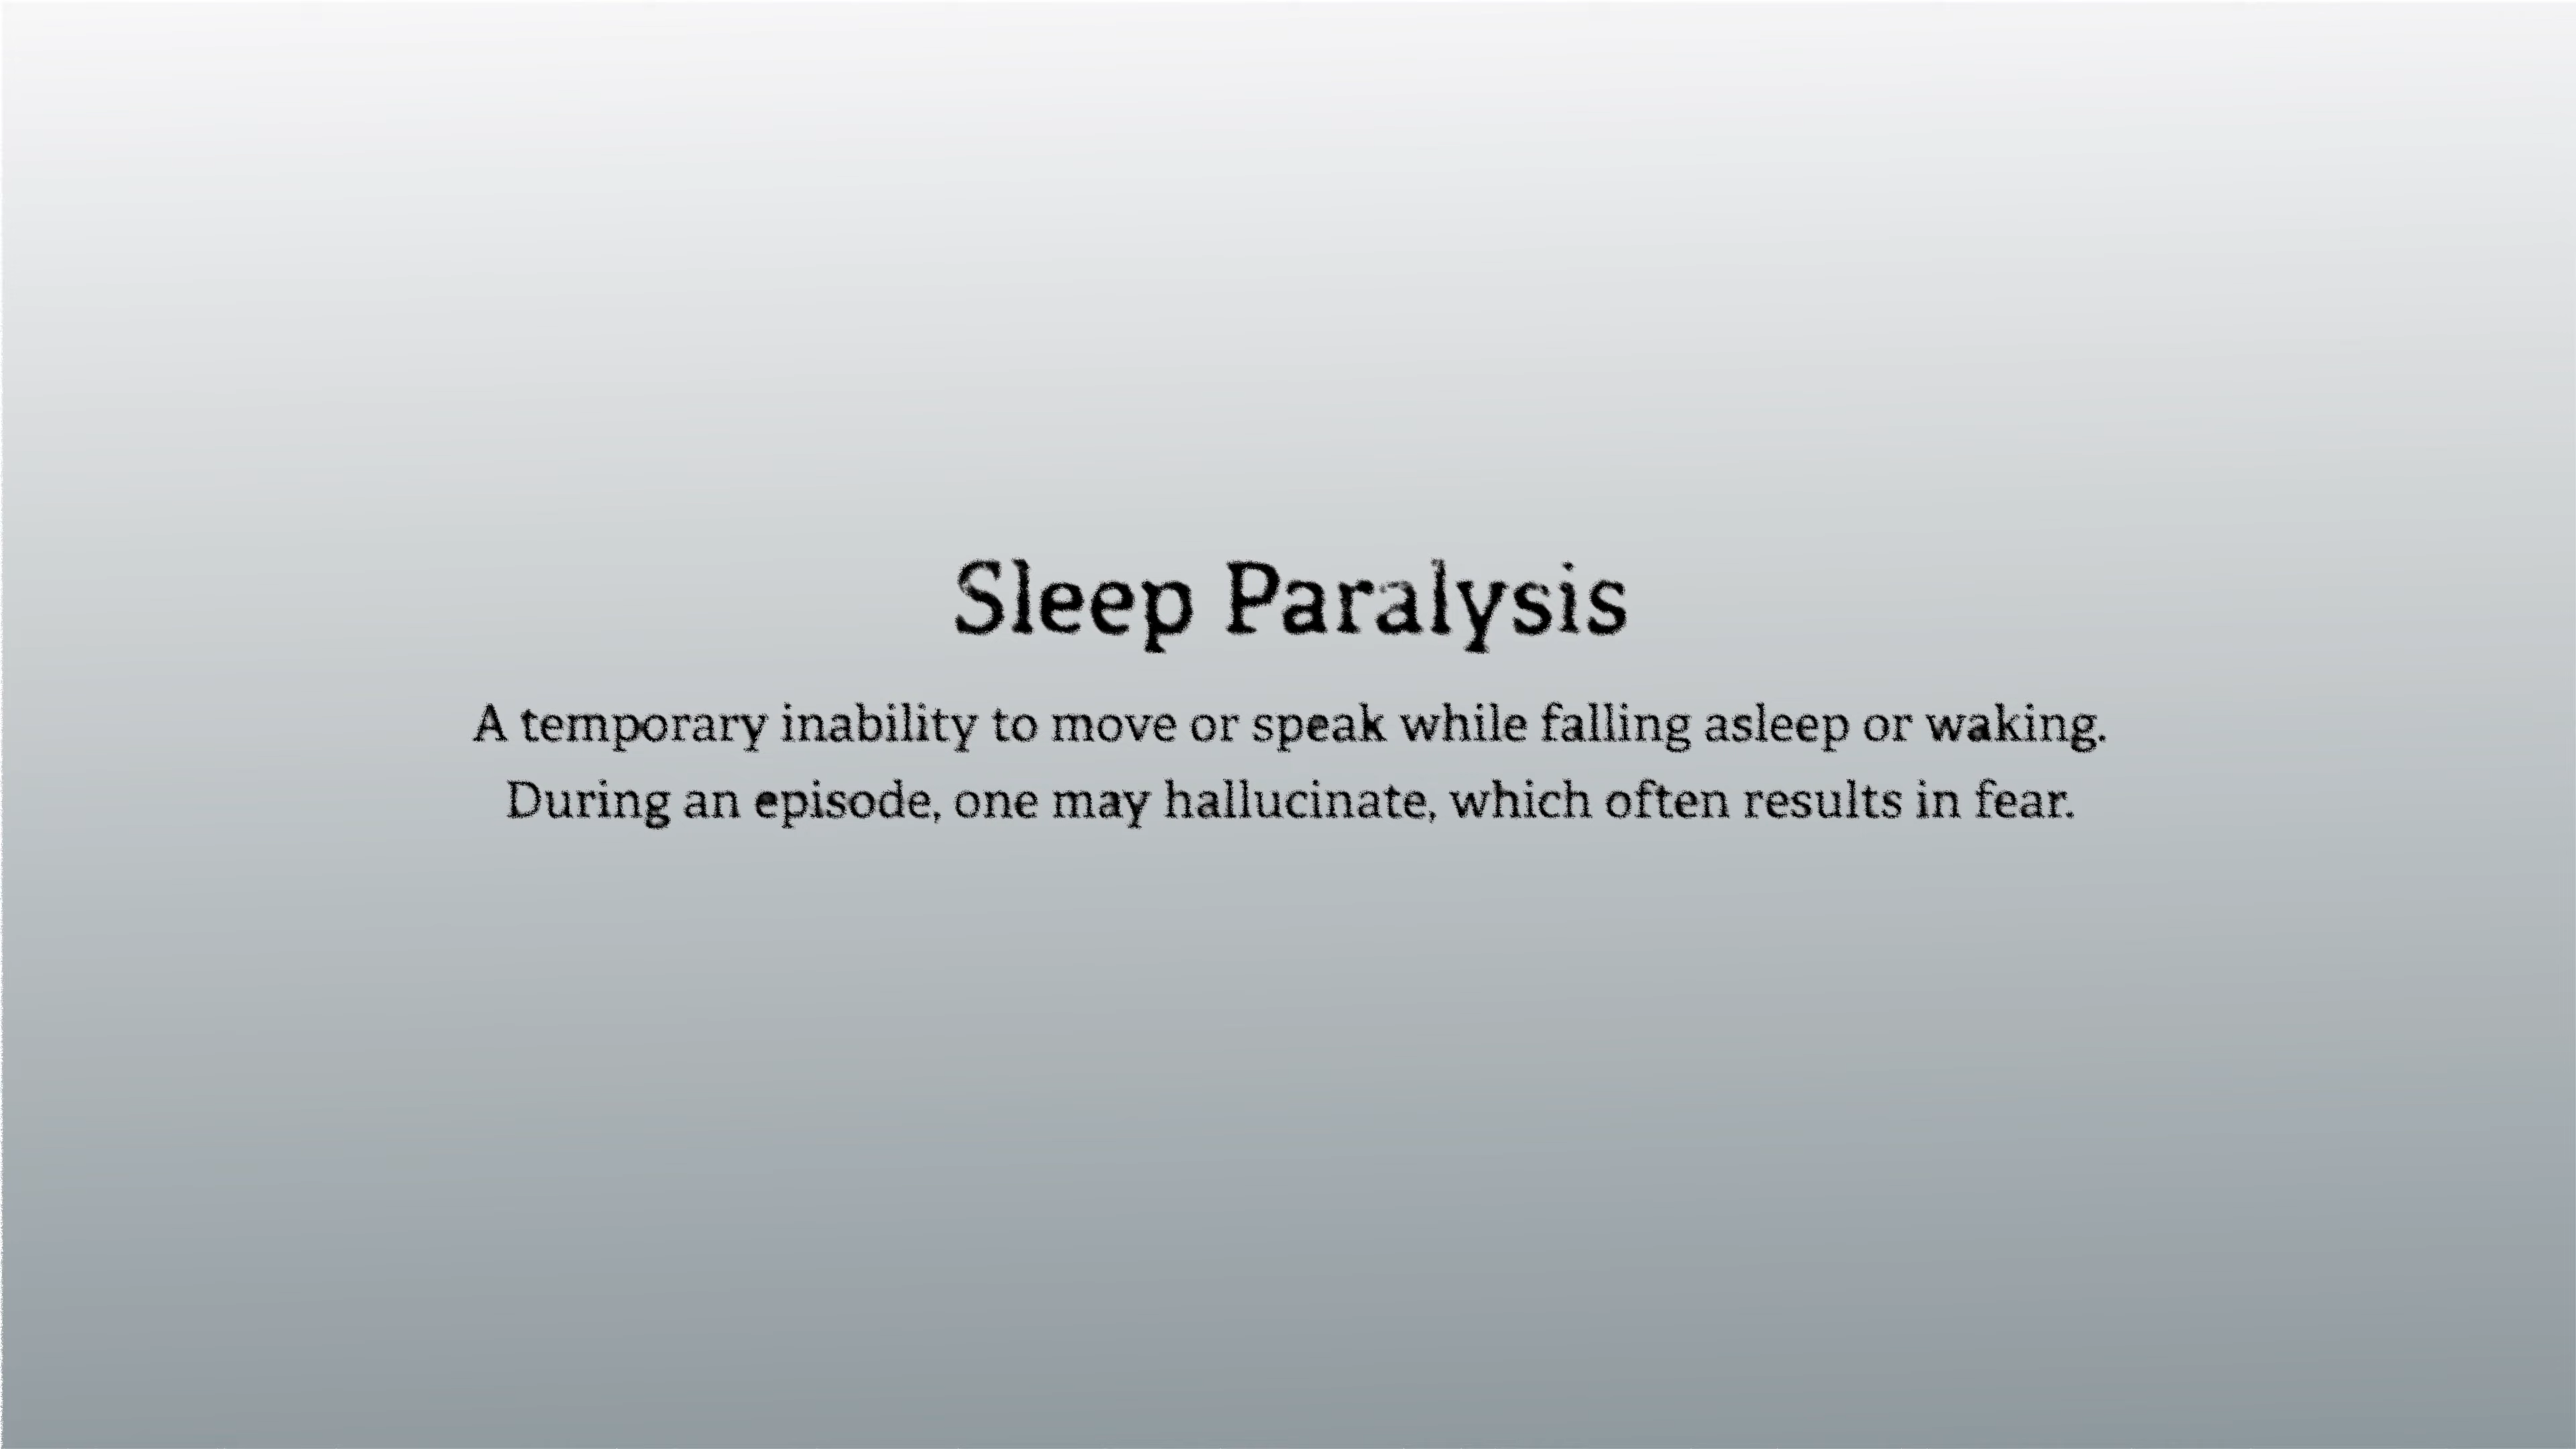 Sleep Paralysis
A temporary inability to move or speak while falling asleep or waking.
During an episode, one may hallucinate, which often results in fear.